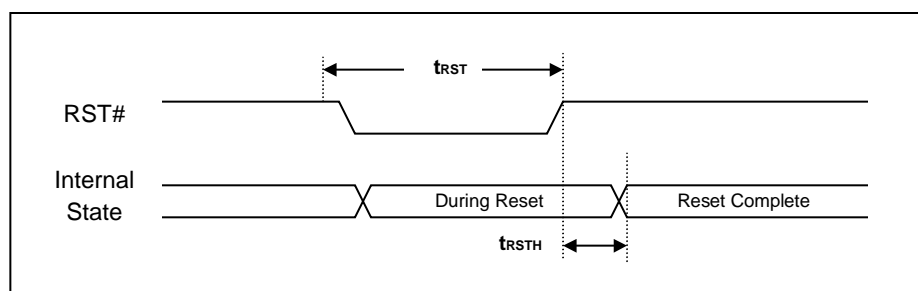 tRST
RST#
Internal
State
During Reset
Reset Complete
tRSTH